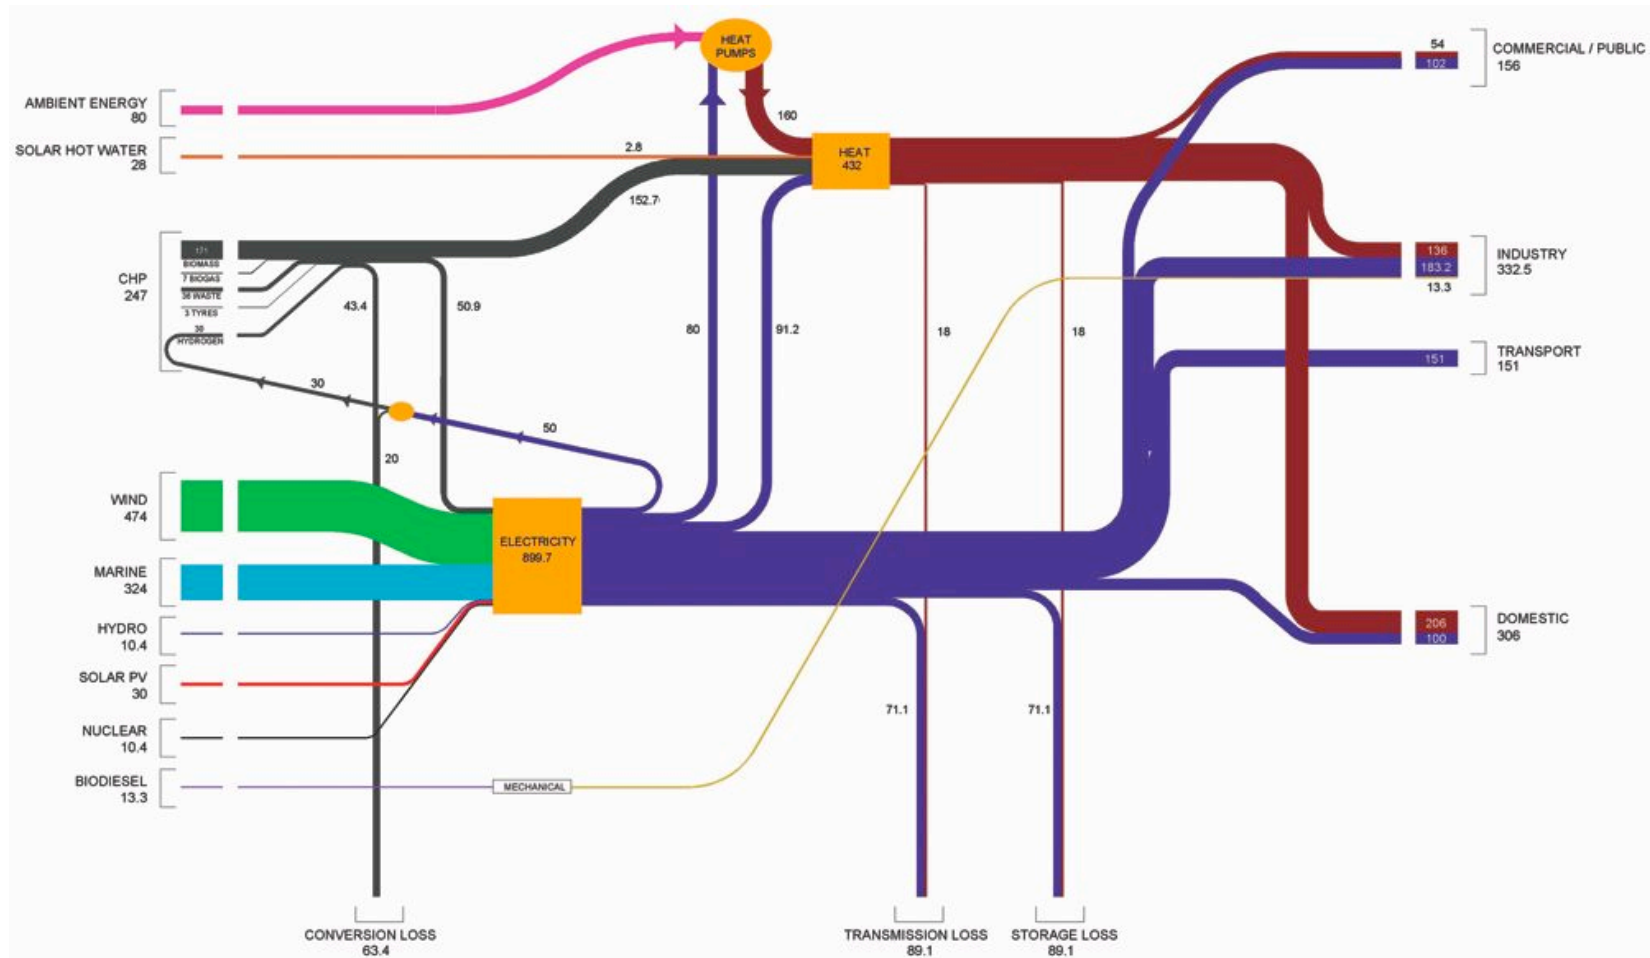 HEAT
PUMPS
54
COMMERCIAL / PUBLIC
102
156
AMBIENT ENERGY
80
160
SOLAR HOT WATER
28
2.8
HEAT
432
152.7
171
BIOMASS
7 BIOGAS
36 WASTE
3 TYRES
30
HYDROGEN
CHP
247
43.4
50.9
80
91.2
18
18
136
INDUSTRY
183.2
332.5
13.3
TRANSPORT
151
151
30
50
20
WIND
474
ELECTRICITY
899.7
MARINE
324
HYDRO
10.4
SOLAR PV
30
NUCLEAR
10.4
BIODIESEL
13.3
MECHANICAL
71.1
71.1
206
DOMESTIC
100
306
CONVERSION LOSS
63.4
TRANSMISSION LOSS
89.1
STORAGE LOSS
89.1